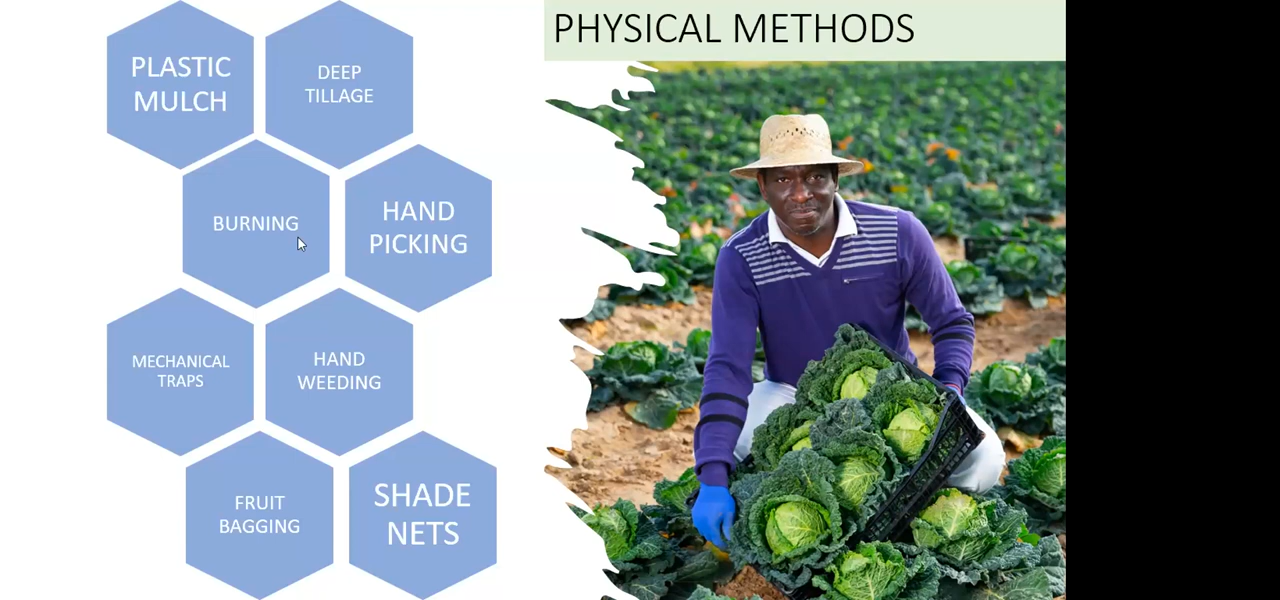 PHYSICAL METHODS
PLASTIC
MULCH
DEEP
TILLAGE
BURNING
HAND
PICKING
MECHANICAL
TRAPS
HAND
WEEDING
FRUIT
BAGGING
SHADE
NETS